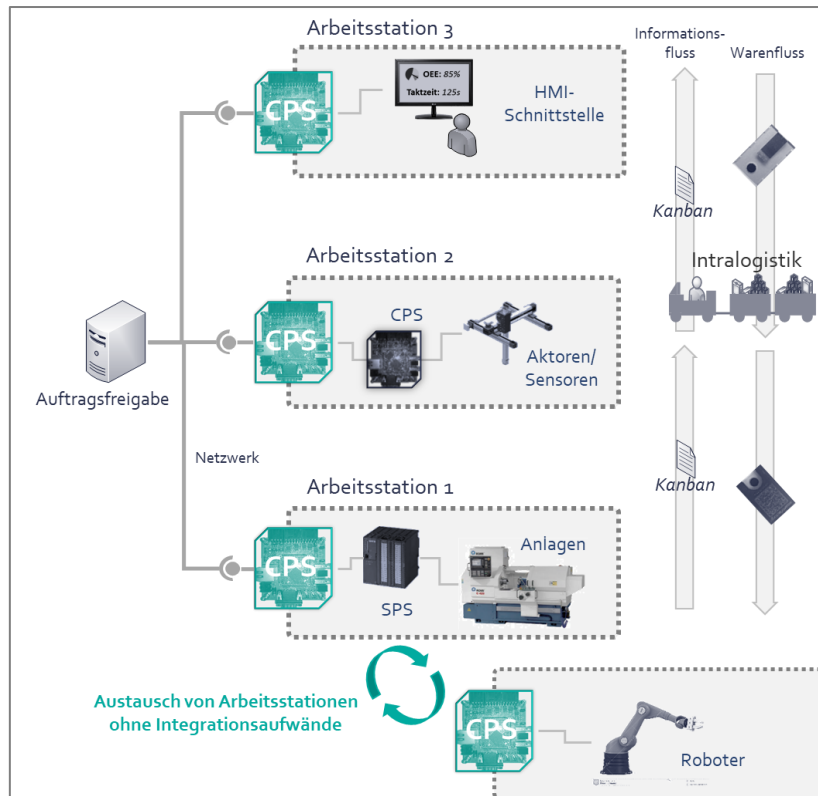 Arbeitsstation 3
Informations-
fluss
Warenfluss
CPS
OEE: 85%
Taktzeit: 125s
HMI-
Schnittstelle
Kanban
Intralogistik
Arbeitsstation 2
CPS
CPS
Aktoren/
Sensoren
Auftragsfreigabe
Netzwerk
Kanban
Arbeitsstation 1
CPS
SPS
Anlagen
Austausch von Arbeitsstationen
ohne Integrationsaufwände
CPS
Roboter